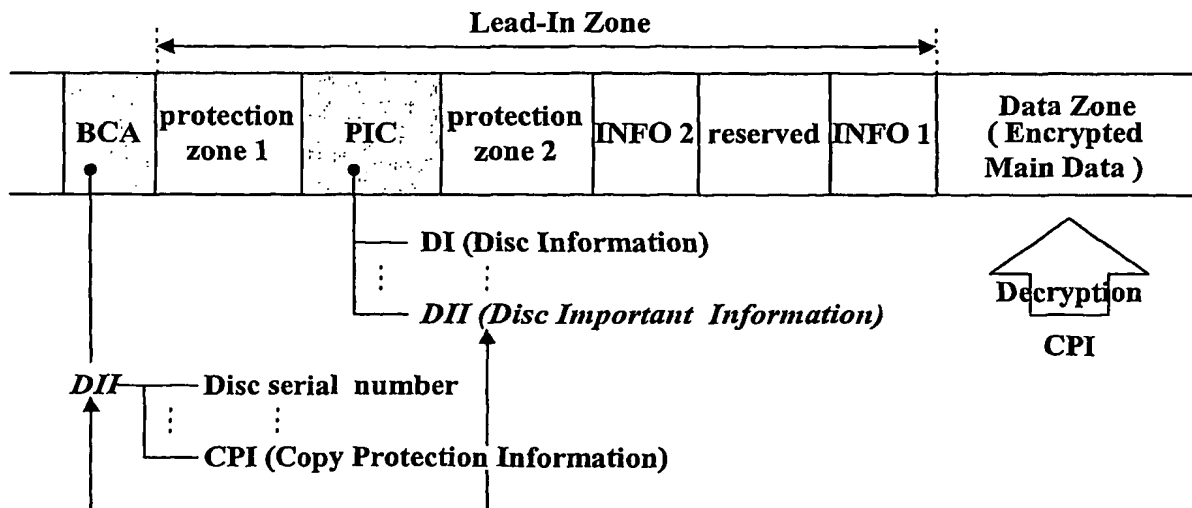 Lead-In Zone
BCA
protection
zone 1
PIC
protection
zone 2
INFO 2
reserved
INFO 1
Data Zone
( Encrypted
Main Data )
DI (Disc Information)
DII (Disc Important Information)
Decryption
CPI
DII
Disc serial number
CPI (Copy Protection Information)